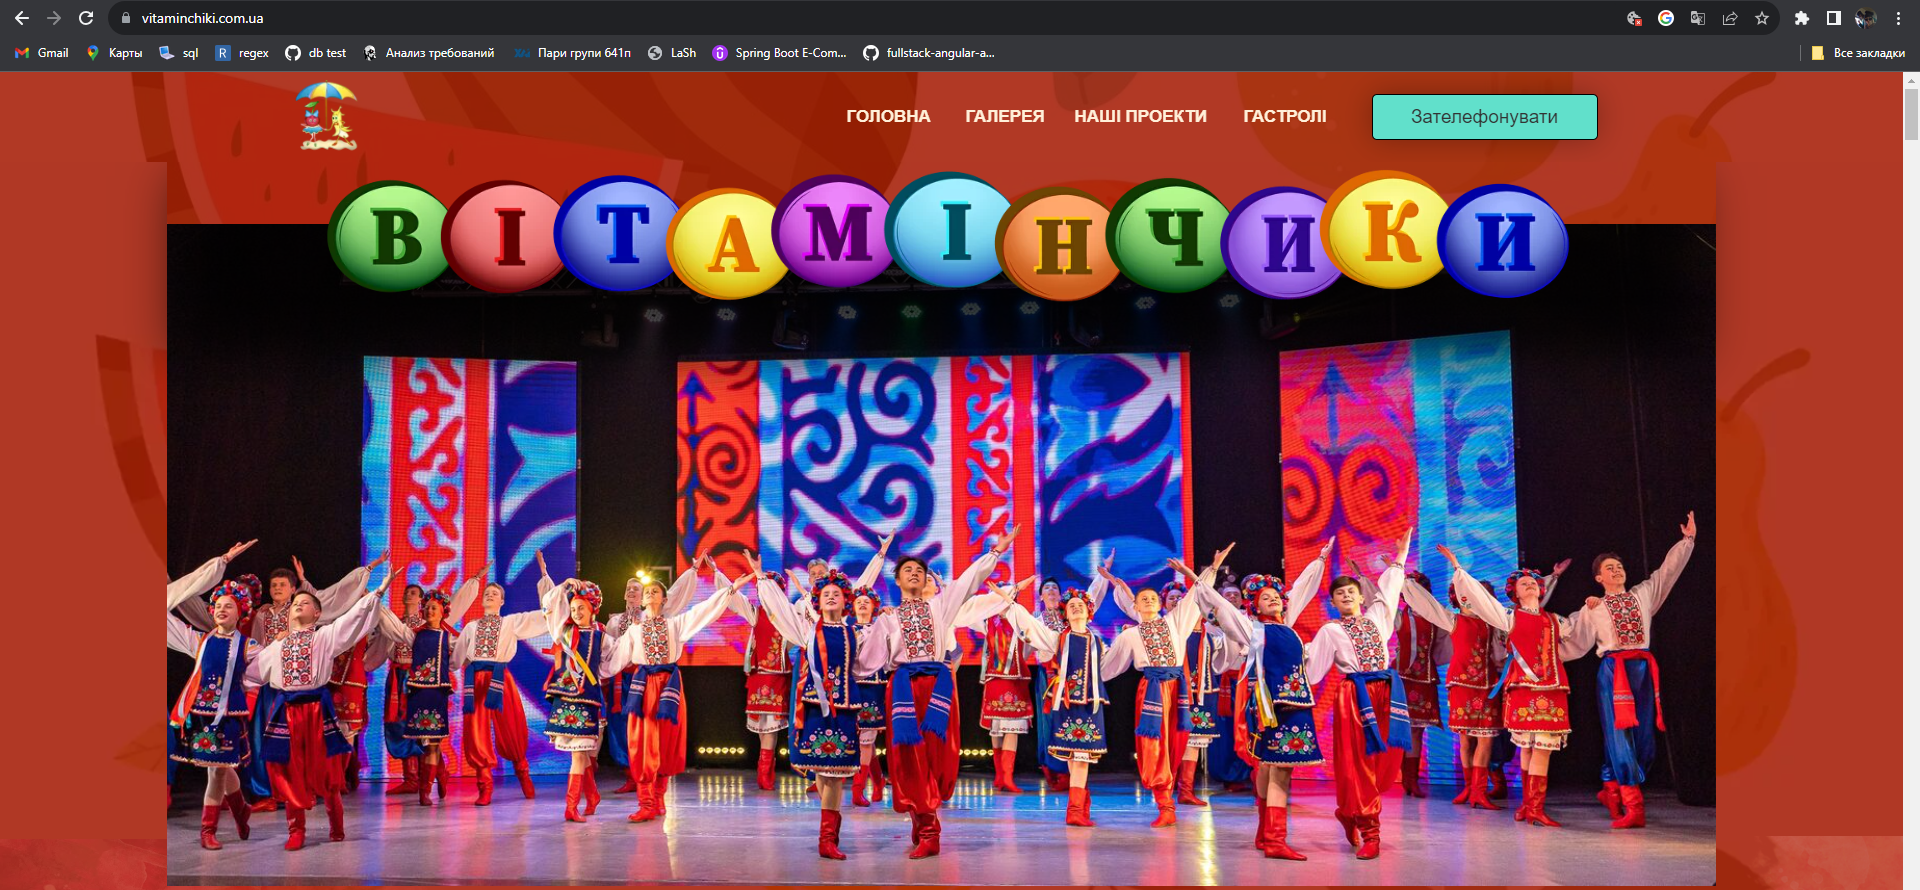 vitaminchiki.com.ua
Gmail
Карты
sql
R regex
db test
Анализ требований
Пари групи 641п
LaSh
Spring Boot E-Com...
fullstack-angular-a...
Все закладки
ГОЛОВНА ГАЛЕРЕЯ НАШІ ПРОЕКТИ ГАСТРОЛІ Зателефонувати
ВІТАМІНЧИКИ